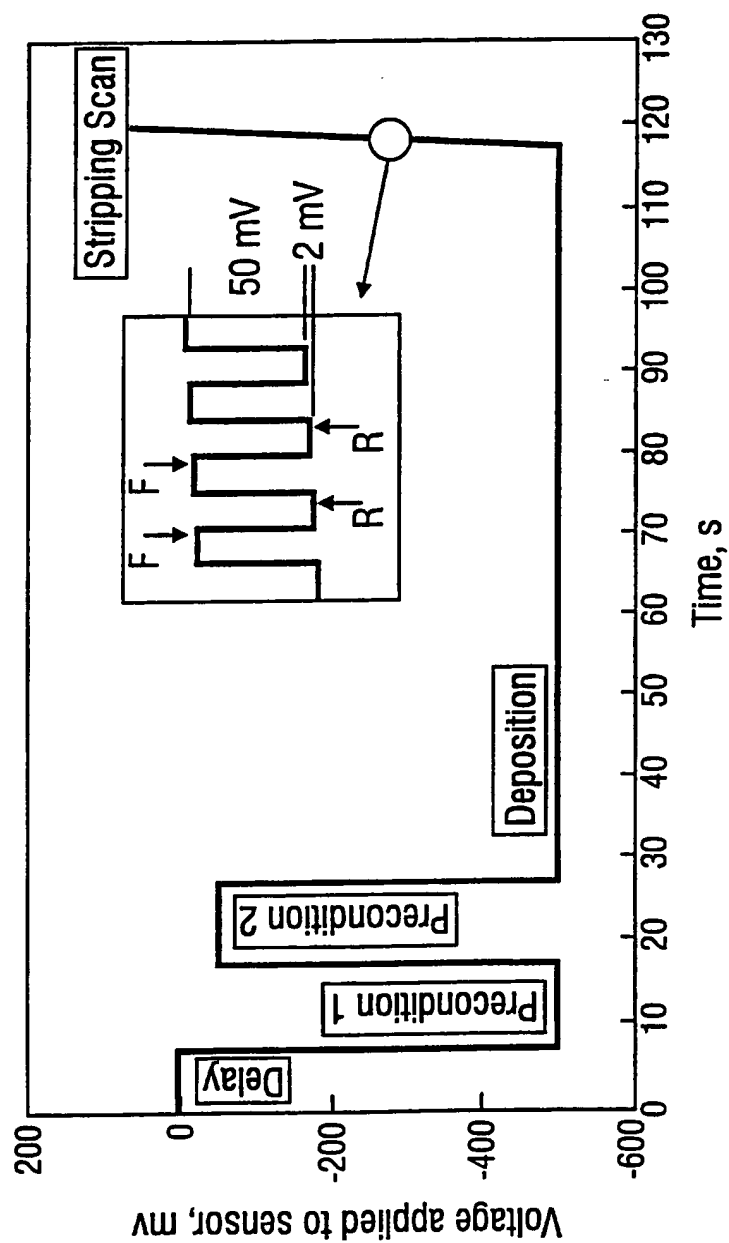 Voltage applied to sensor, mv
200
0
-200
-400
-600
0
10
20
30
40
50
60
70
80
90
100
110
120
130
Time, s
Delay
Precondition 1
Precondition 2
Deposition
Stripping Scan
F
F
R
R
50 mV
2 mV